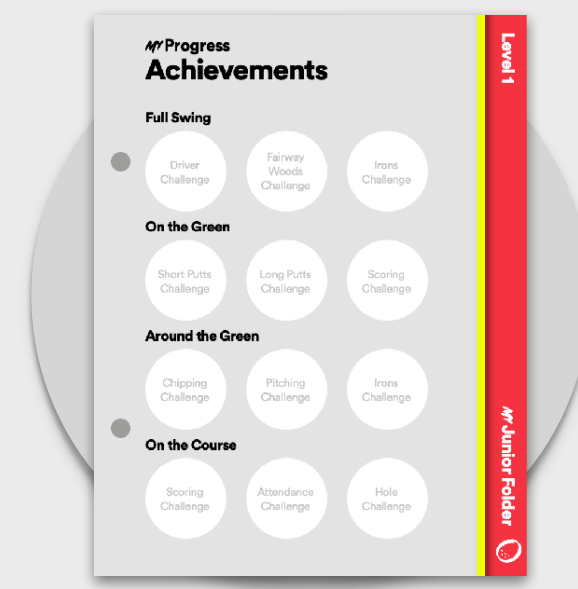 MY Progress
Achievements
Full Swing
Driver
Challenge
Fairway
Woods
Challenge
Irons
Challenge
On the Green
Short Putts
Challenge
Long Putts
Challenge
Scoring
Challenge
Around the Green
Chipping
Challenge
Pitching
Challenge
Irons
Challenge
On the Course
Scoring
Challenge
Attendance
Challenge
Hole
Challenge
Level 1
MY Junior Folder